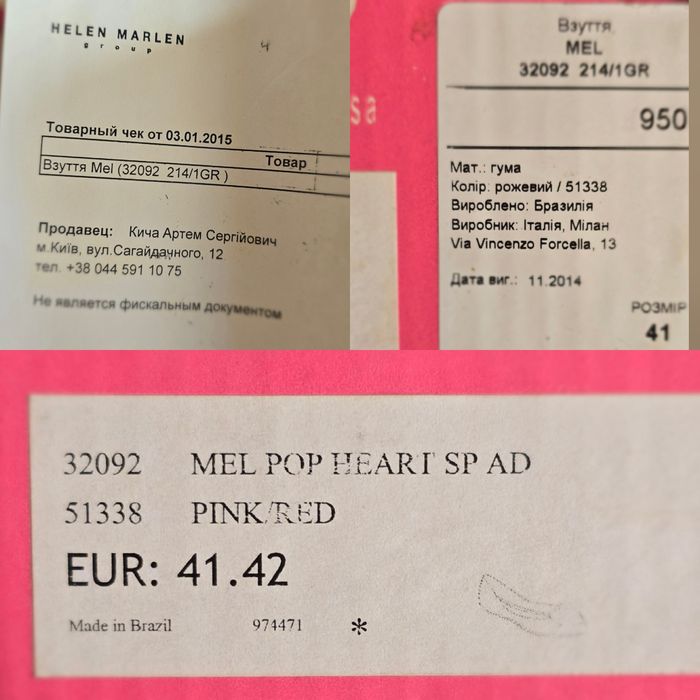 HELEN MARLEN
group
Товарный чек от 03.01.2015
Товар
Взуття Mel (32092 214/1GR )
Продавец: Кича Артем Сергійович
м.Київ, вул.Сагайдачного, 12
тел. +38 044 591 10 75
Не является фискальным документом
sa
Взуття
MEL
32092 214/1GR
950
Мат.: гума
Колір: рожевий / 51338
Вироблено: Бразилія
Виробник: Італія, Мілан
Via Vincenzo Forcella, 13
Дата виг.: 11.2014
РОЗМІР
41
32092 MEL POP HEART SP AD
51338 PINK/RED
EUR: 41.42
Made in Brazil 974471 *